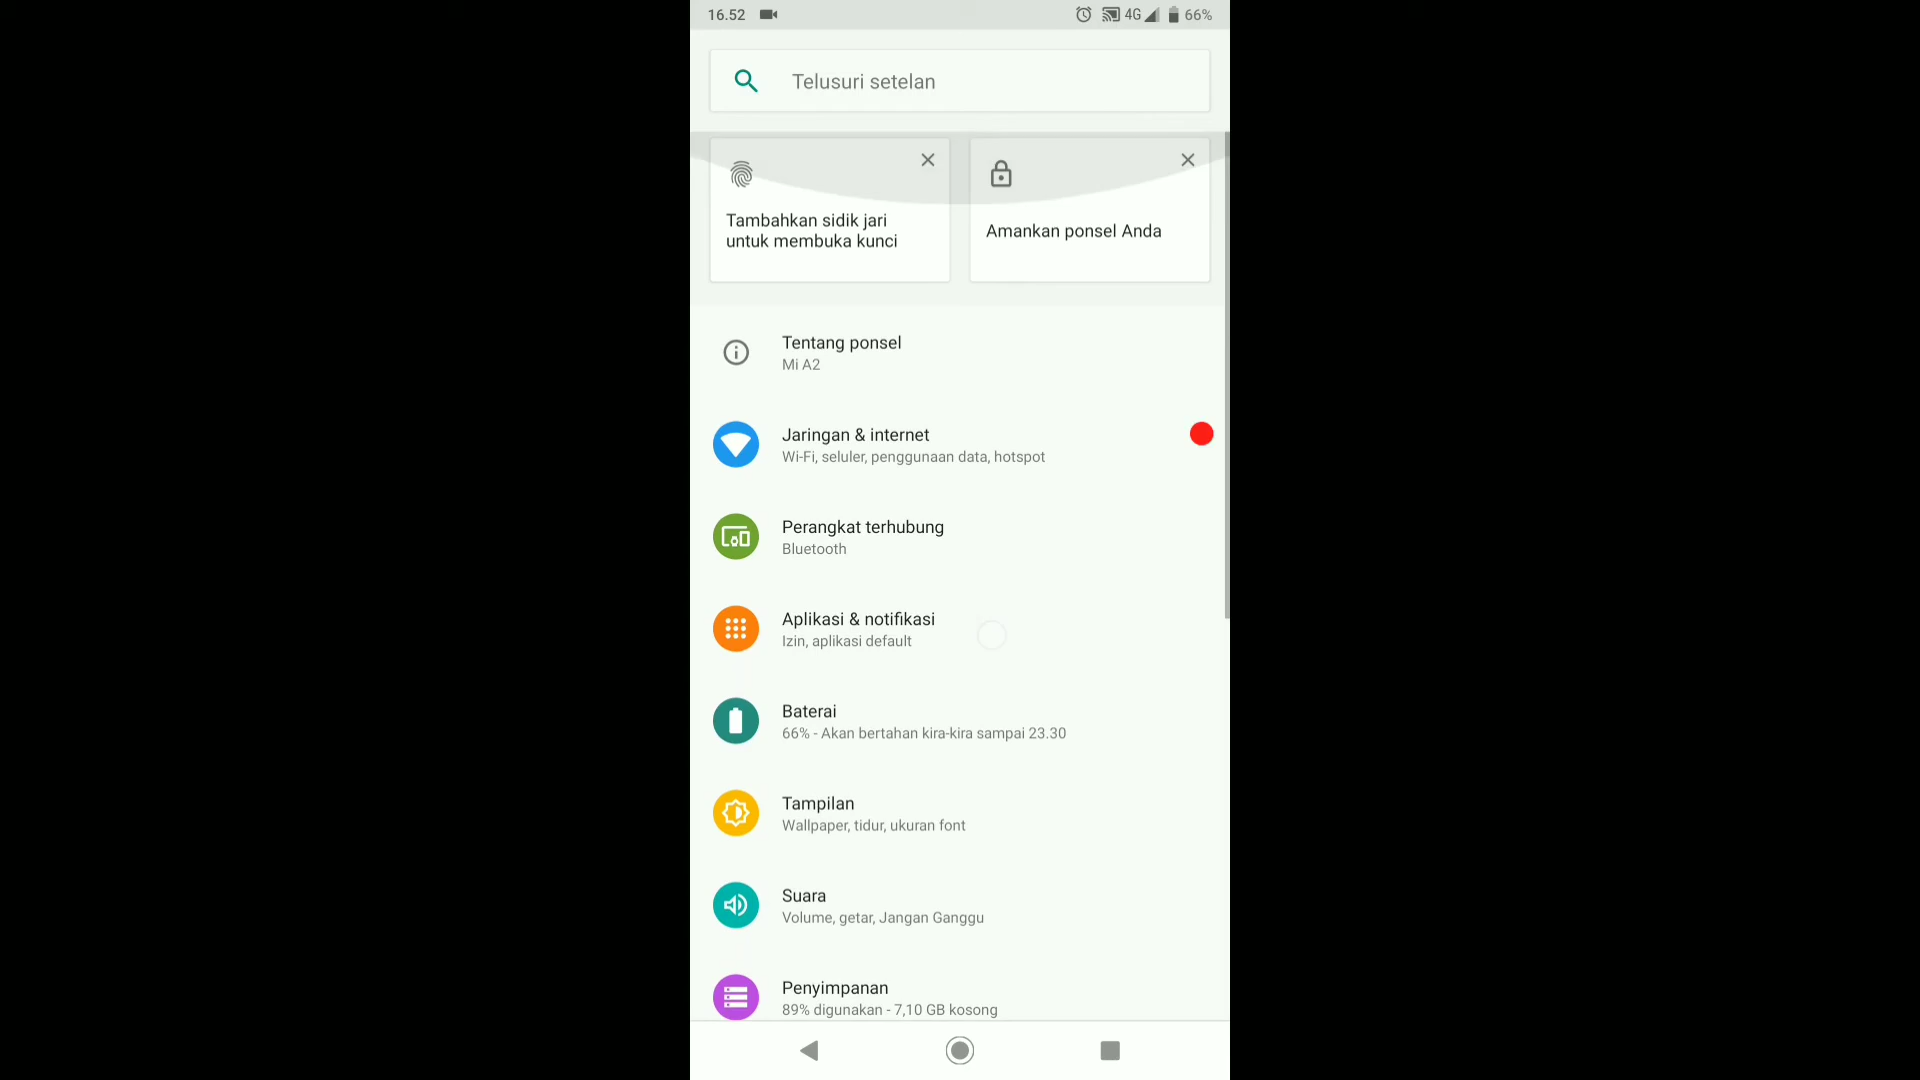 16.52
4G
66%
Telusuri setelan
Tambahkan sidik jari
untuk membuka kunci
Amankan ponsel Anda
Tentang ponsel
Mi A2
Jaringan & internet
Wi-Fi, seluler, penggunaan data, hotspot
Perangkat terhubung
Bluetooth
Aplikasi & notifikasi
Izin, aplikasi default
Baterai
66% - Akan bertahan kira-kira sampai 23.30
Tampilan
Wallpaper, tidur, ukuran font
Suara
Volume, getar, Jangan Ganggu
Penyimpanan
89% digunakan - 7,10 GB kosong